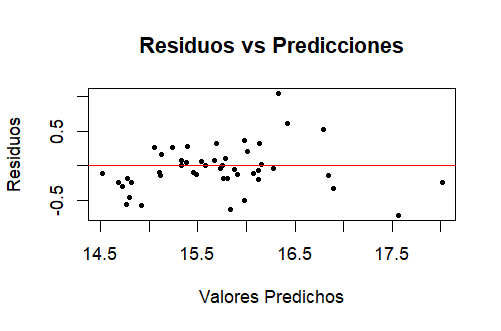 Residuos vs Predicciones
Residuos
0.5
-0.5
14.5 15.5 16.5 17.5
Valores Predichos